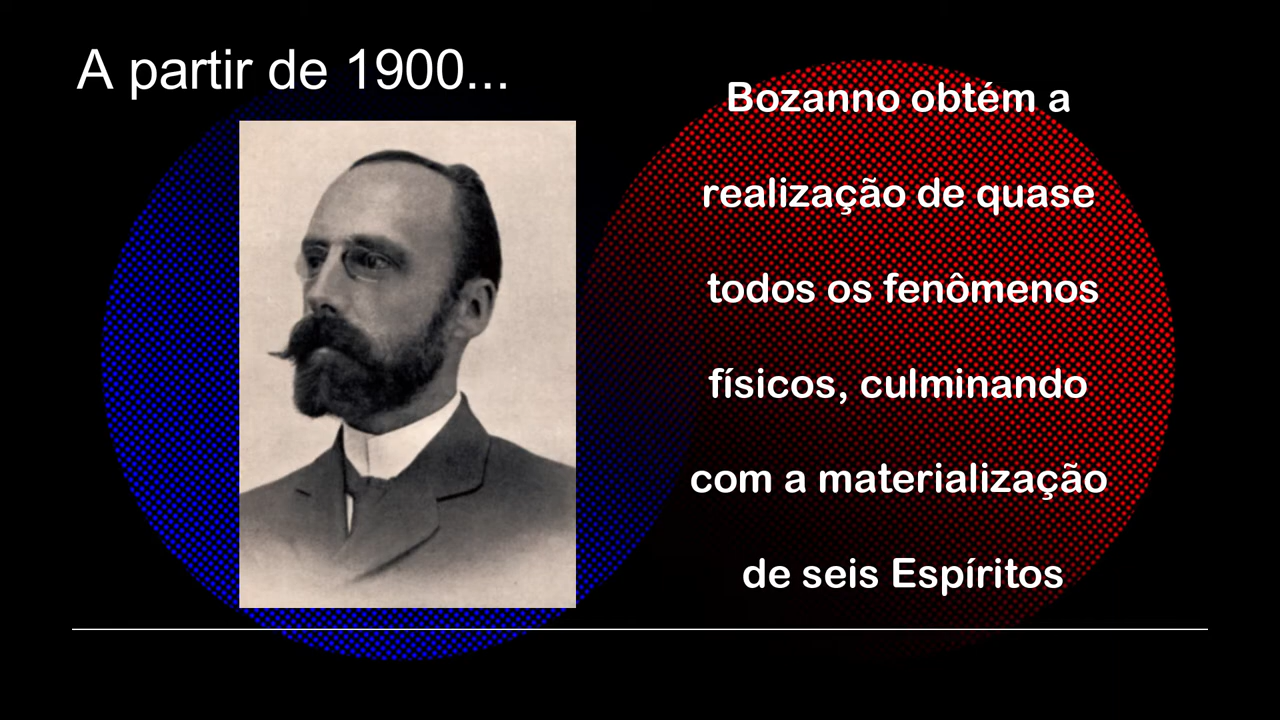 A partir de 1900...
Bozanno obtém a
realização de quase
todos os fenômenos
físicos, culminando
com a materialização
de seis Espíritos